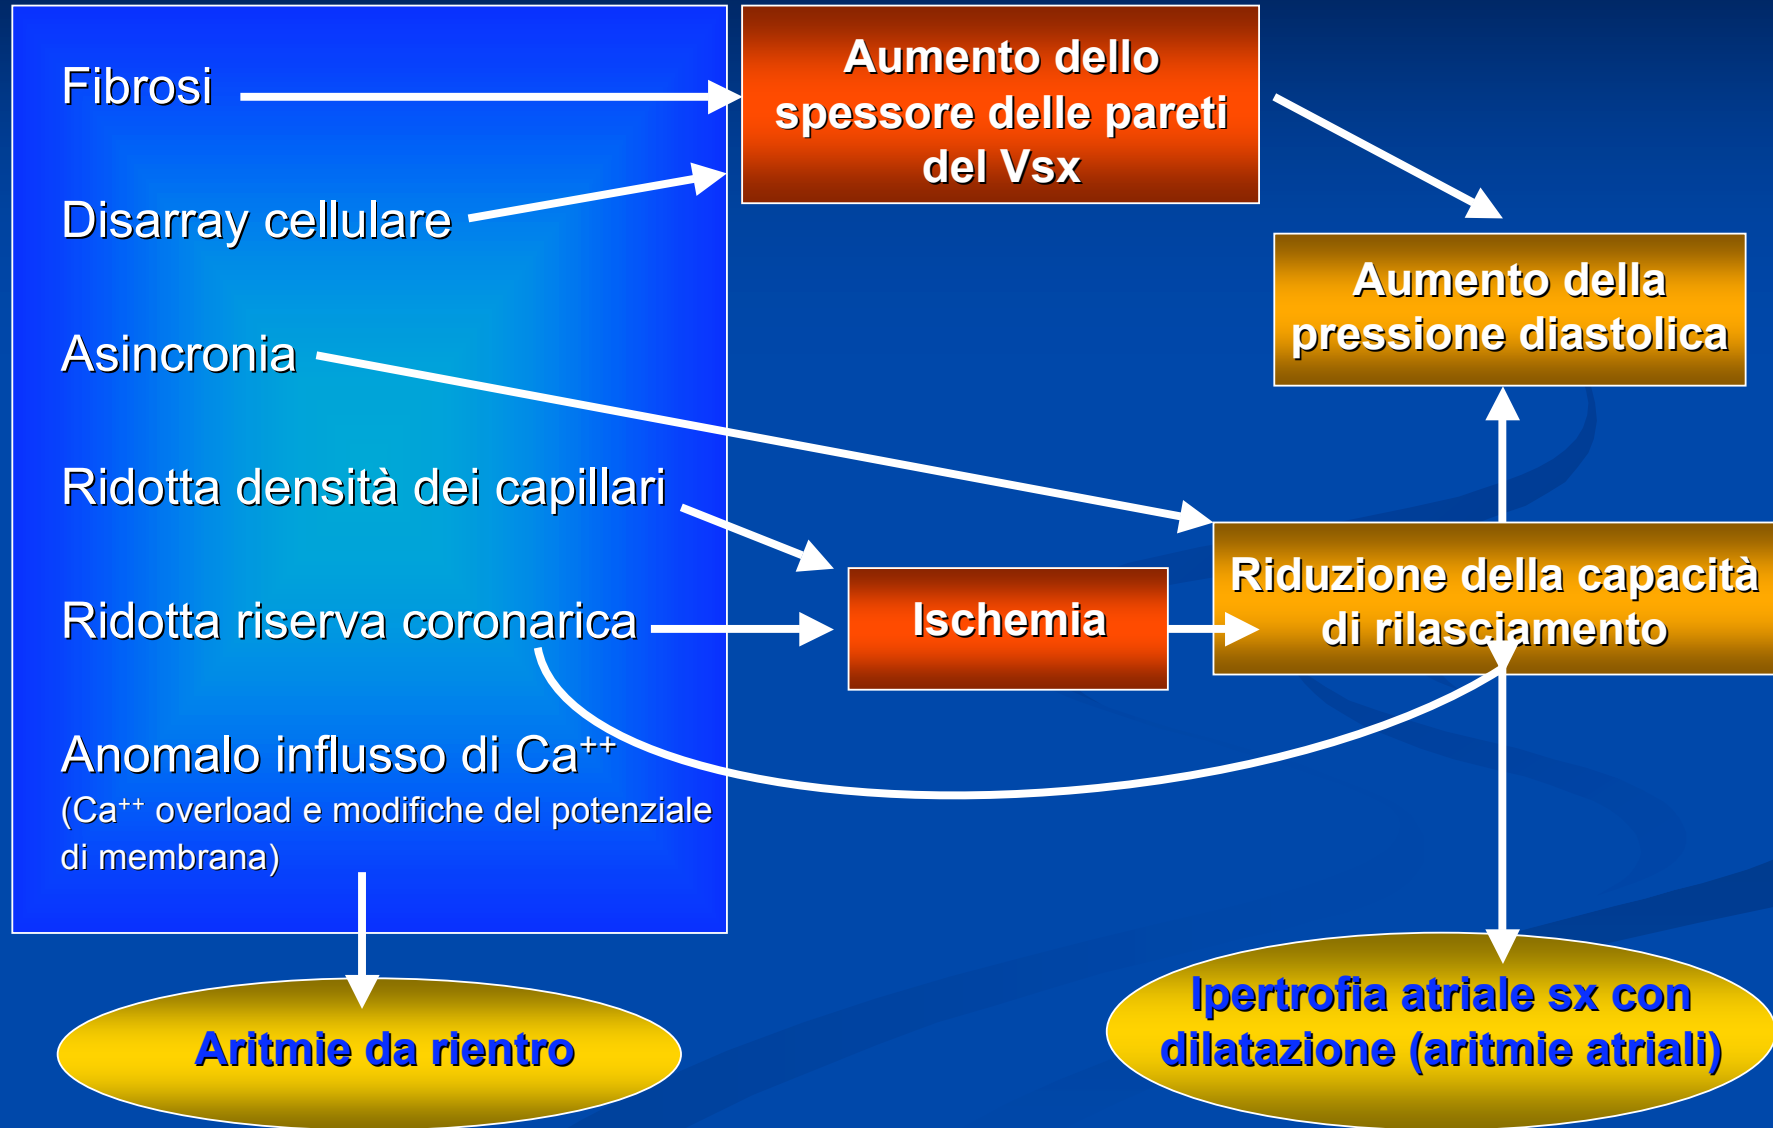 Fibrosi
Disarray cellulare
Asincronia
Ridotta densità dei capillari
Ridotta riserva coronarica
Anomalo influsso di Ca++
(Ca++ overload e modifiche del potenziale
di membrana)
Aumento dello
spessore delle pareti
del Vsx
Aumento della
pressione diastolica
Ischemia
Riduzione della capacità
di rilasciamento
Aritmie da rientro
Ipertrofia atriale sx con
dilatazione (aritmie atriali)